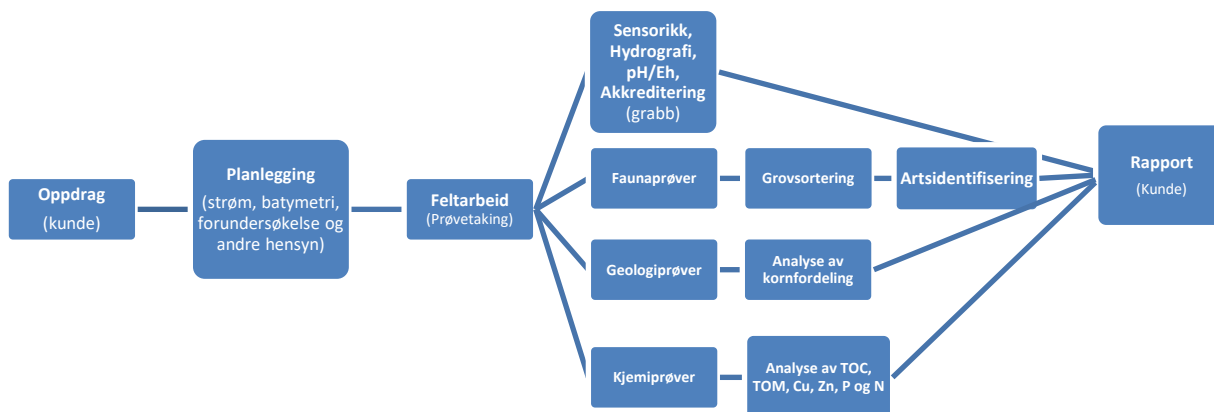 Oppdrag
(kunde)
Planlegging
(strøm, batymetri,
forundersøkelse og
andre hensyn)
Feltarbeid
(Prøvetaking)
Sensorikk,
Hydrografi,
pH/Eh,
Akkreditering
(grabb)
Faunaprøver
Grovsortering
Artsidentifisering
Geologiprøver
Analyse av
kornfordeling
Kjemiprøver
Analyse av TOC,
TOM, Cu, Zn, P og N
Rapport
(Kunde)